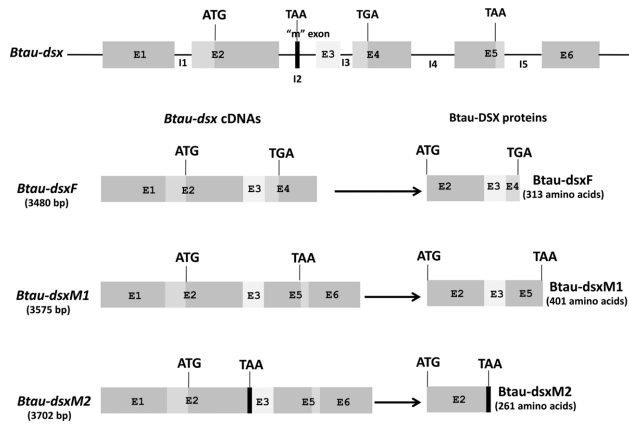 ATG TAA TGA TAA
"m" exon
Btau-dsx E1 E2 E3 E4 E5 E6
I1 I2 I3 I4 I5
Btau-dsx cDNAs Btau-DSX proteins
ATG TGA ATG TGA
Btau-dsxF E1 E2 E3 E4 E2 E3 E4 Btau-dsxF
(3480 bp) (313 amino acids)
ATG TAA ATG TAA
Btau-dsxM1 E1 E2 E3 E5 E6 E2 E3 E5 Btau-dsxM1
(3575 bp) (401 amino acids)
ATG TAA ATG TAA
Btau-dsxM2 E1 E2 E3 E5 E6 E2 Btau-dsxM2
(3702 bp) (261 amino acids)